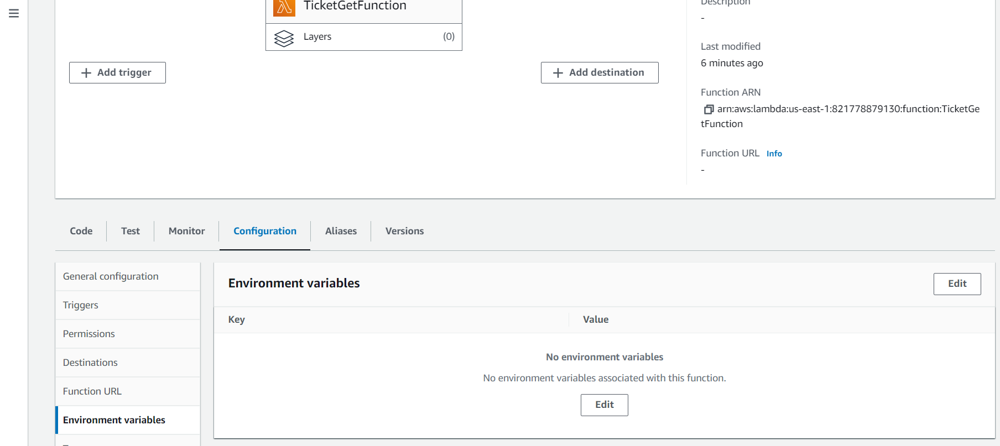 TicketGetFunction
Layers (0)
Add trigger
Add destination
Description
-
Last modified
6 minutes ago
Function ARN
arn:aws:lambda:us-east-1:821778879130:function:TicketGe
tFunction
Function URL Info
-
Code Test Monitor Configuration Aliases Versions
General configuration
Triggers
Permissions
Destinations
Function URL
Environment variables
Environment variables
Edit
Key Value
No environment variables
No environment variables associated with this function.
Edit